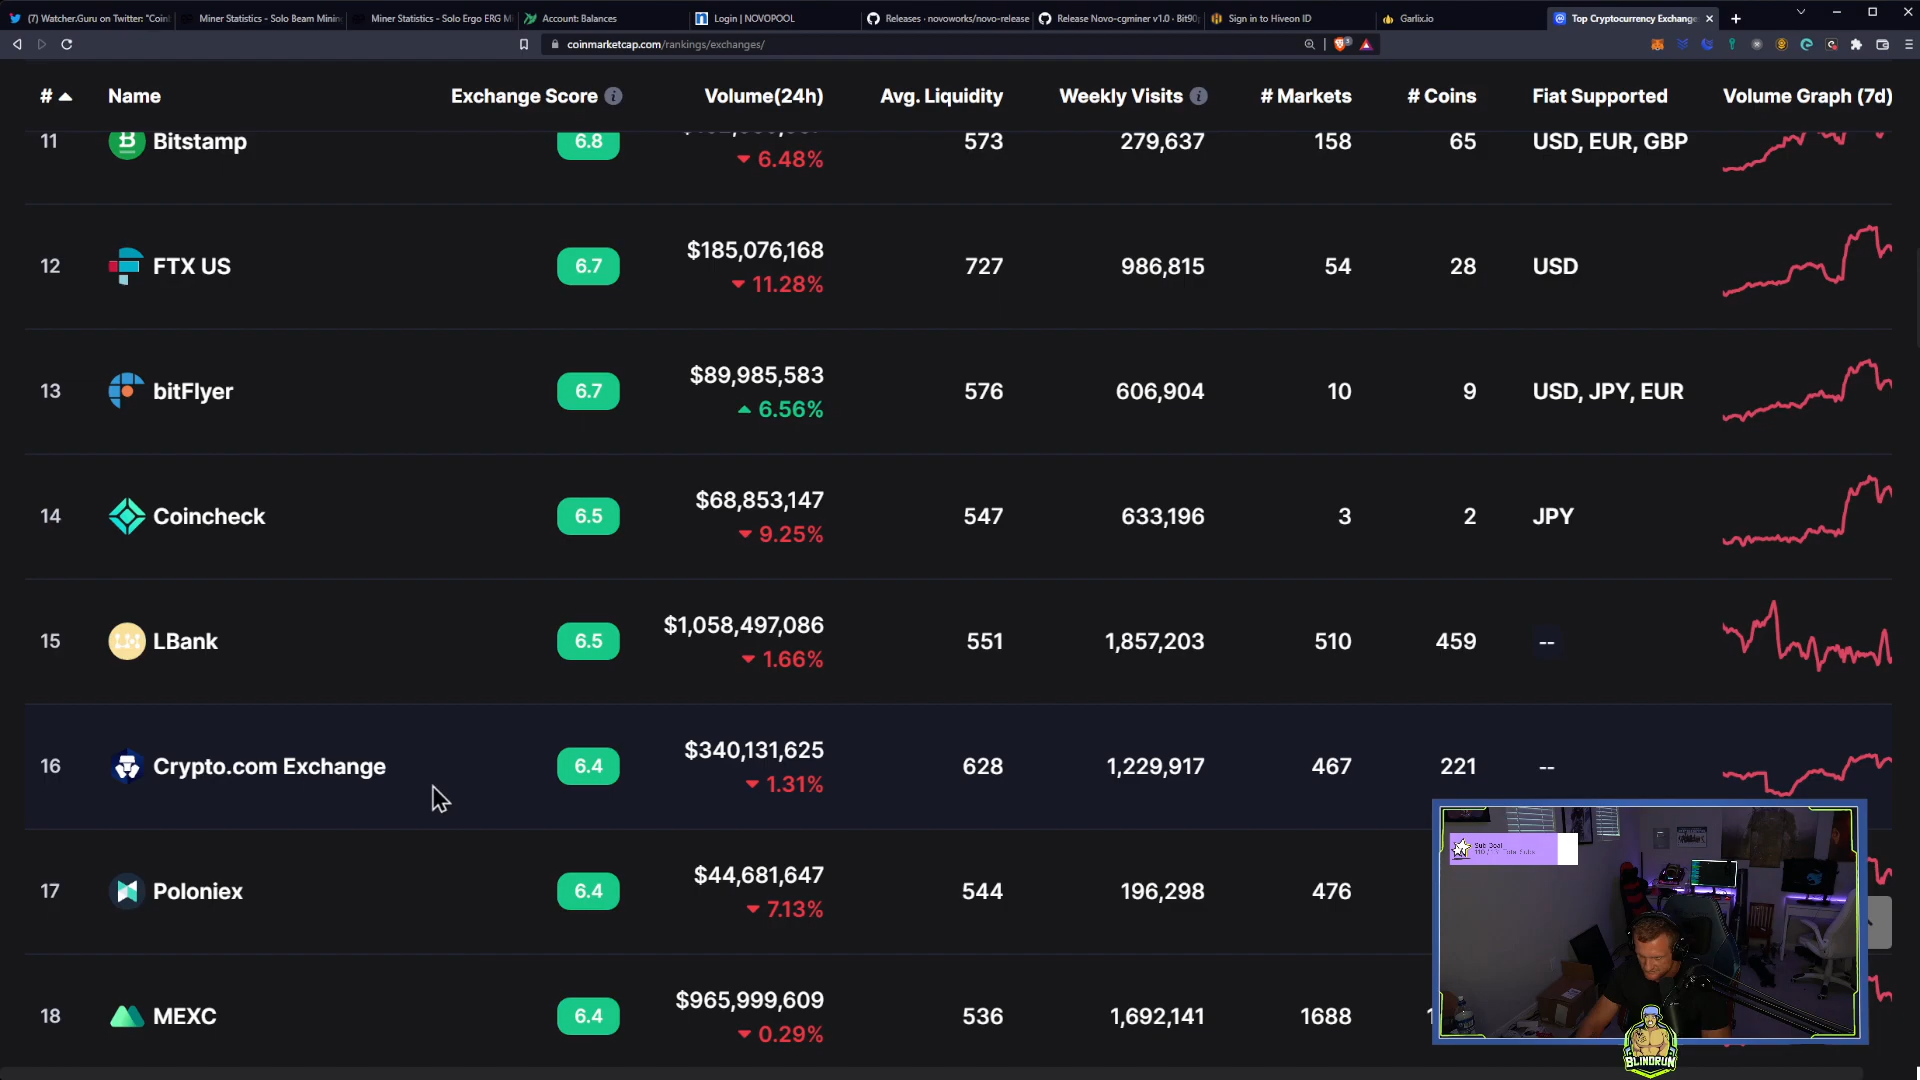 (7) Watcher.Guru on Twitter: "Coin
Miner Statistics - Solo Beam Mining
Miner Statistics - Solo Ergo ERG Mi
Account: Balances
Login | NOVOPOOL
Releases · novoworks/novo-release
Release Novo-cgminer v1.0 · Bit90p
Sign in to Hiveon ID
Garlix.io
Top Cryptocurrency Exchange
coinmarketcap.com/rankings/exchanges/
# Name Exchange Score Volume(24h) Avg. Liquidity Weekly Visits # Markets # Coins Fiat Supported Volume Graph (7d)
11 Bitstamp 6.8 573 279,637 158 65 USD, EUR, GBP
6.48%
12 FTX US 6.7 $185,076,168 727 986,815 54 28 USD
11.28%
13 bitFlyer 6.7 $89,985,583 576 606,904 10 9 USD, JPY, EUR
6.56%
14 Coincheck 6.5 $68,853,147 547 633,196 3 2 JPY
9.25%
15 LBank 6.5 $1,058,497,086 551 1,857,203 510 459 --
1.66%
16 Crypto.com Exchange 6.4 $340,131,625 628 1,229,917 467 221 --
1.31%
17 Poloniex 6.4 $44,681,647 544 196,298 476
7.13%
18 MEXC 6.4 $965,999,609 536 1,692,141 1688
0.29%
Sub Goal
Total Subs
BLINDRUN